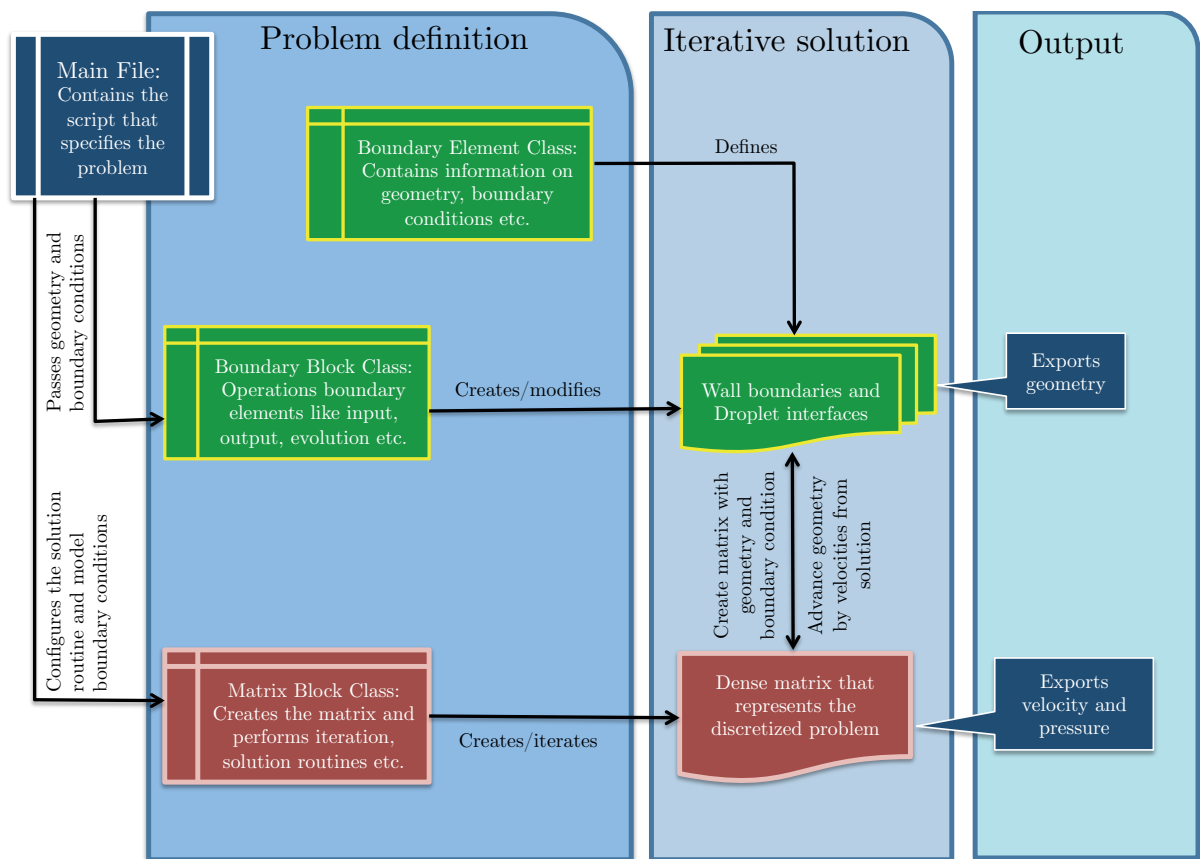 Problem definition
Iterative solution
Output
Main File:
Contains the
script that
specifies the
problem
Boundary Element Class:
Contains information on
geometry, boundary
conditions etc.
Defines
Passes geometry and
boundary conditions
Boundary Block Class:
Operations boundary
elements like input,
output, evolution etc.
Creates/modifies
Wall boundaries and
Droplet interfaces
Exports
geometry
Configures the solution
routine and model
boundary conditions
Create matrix with
geometry and
boundary condition
Advance geometry
by velocities from
solution
Matrix Block Class:
Creates the matrix and
performs iteration,
solution routines etc.
Creates/iterates
Dense matrix that
represents the
discretized problem
Exports
velocity and
pressure